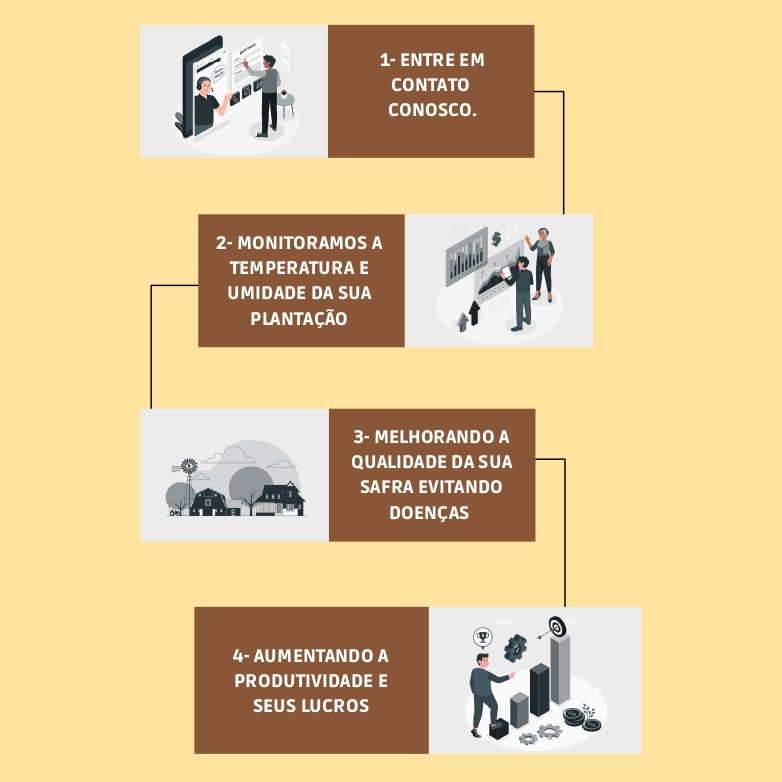 1- ENTRE EM
CONTATO
CONOSCO.
2- MONITORAMOS A
TEMPERATURA E
UMIDADE DA SUA
PLANTAÇÃO
3- MELHORANDO A
QUALIDADE DA SUA
SAFRA EVITANDO
DOENÇAS
4- AUMENTANDO A
PRODUTIVIDADE E
SEUS LUCROS